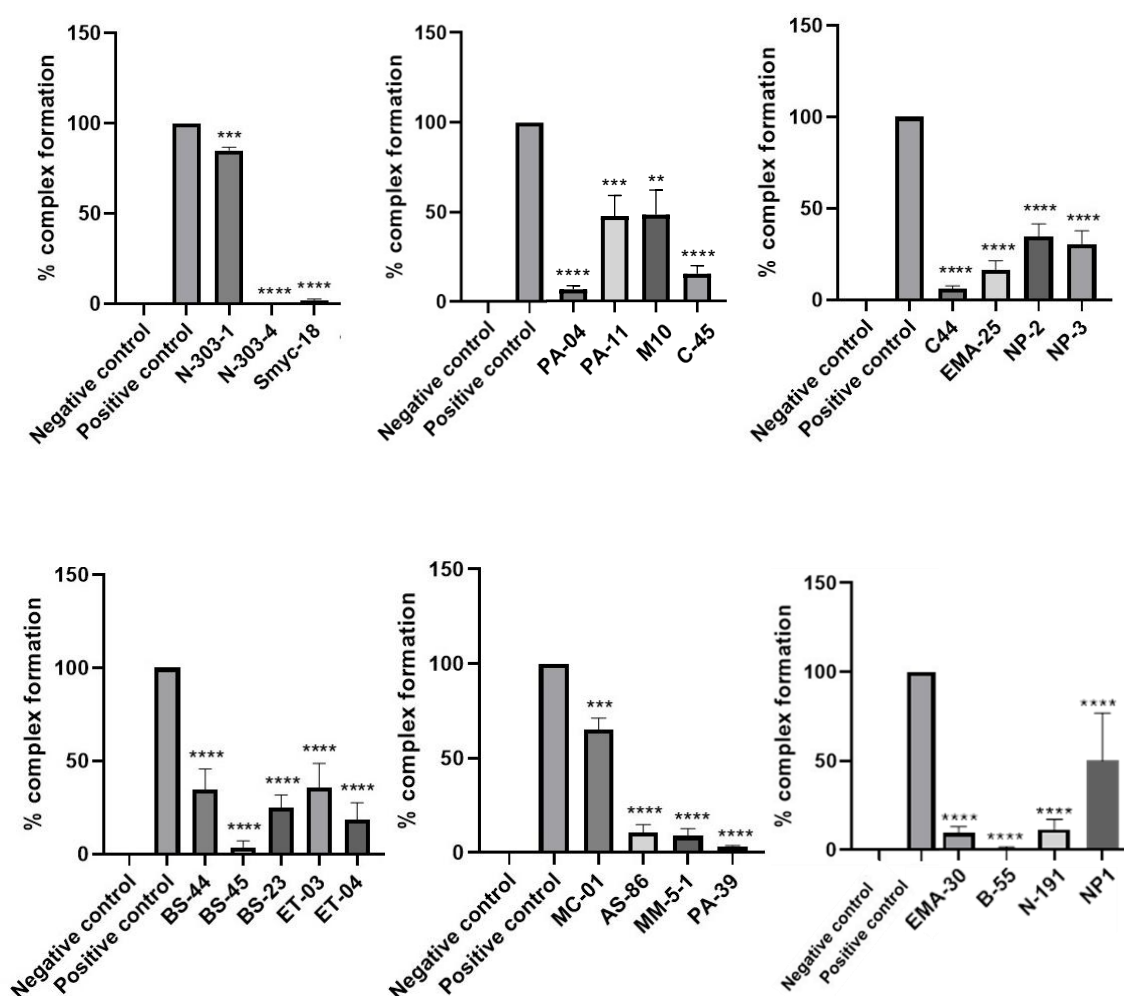 150
100
50
0
% complex formation
***
****
****
Negative control
Positive control
N-303-1
N-303-4
Smyc-18
150
100
50
0
% complex formation
****
***
**
****
Negative control
Positive control
PA-04
PA-11
M10
C-45
150
100
50
0
% complex formation
****
****
****
****
Negative control
Positive control
C44
EMA-25
NP-2
NP-3
150
100
50
0
% complex formation
****
****
****
****
****
Negative control
Positive control
BS-44
BS-45
BS-23
ET-03
ET-04
150
100
50
0
% complex formation
***
****
****
****
Negative control
Positive control
MC-01
AS-86
MM-5-1
PA-39
150
100
50
0
% complex formation
****
****
****
****
Negative control
Positive control
EMA-30
B-55
N-191
NP1